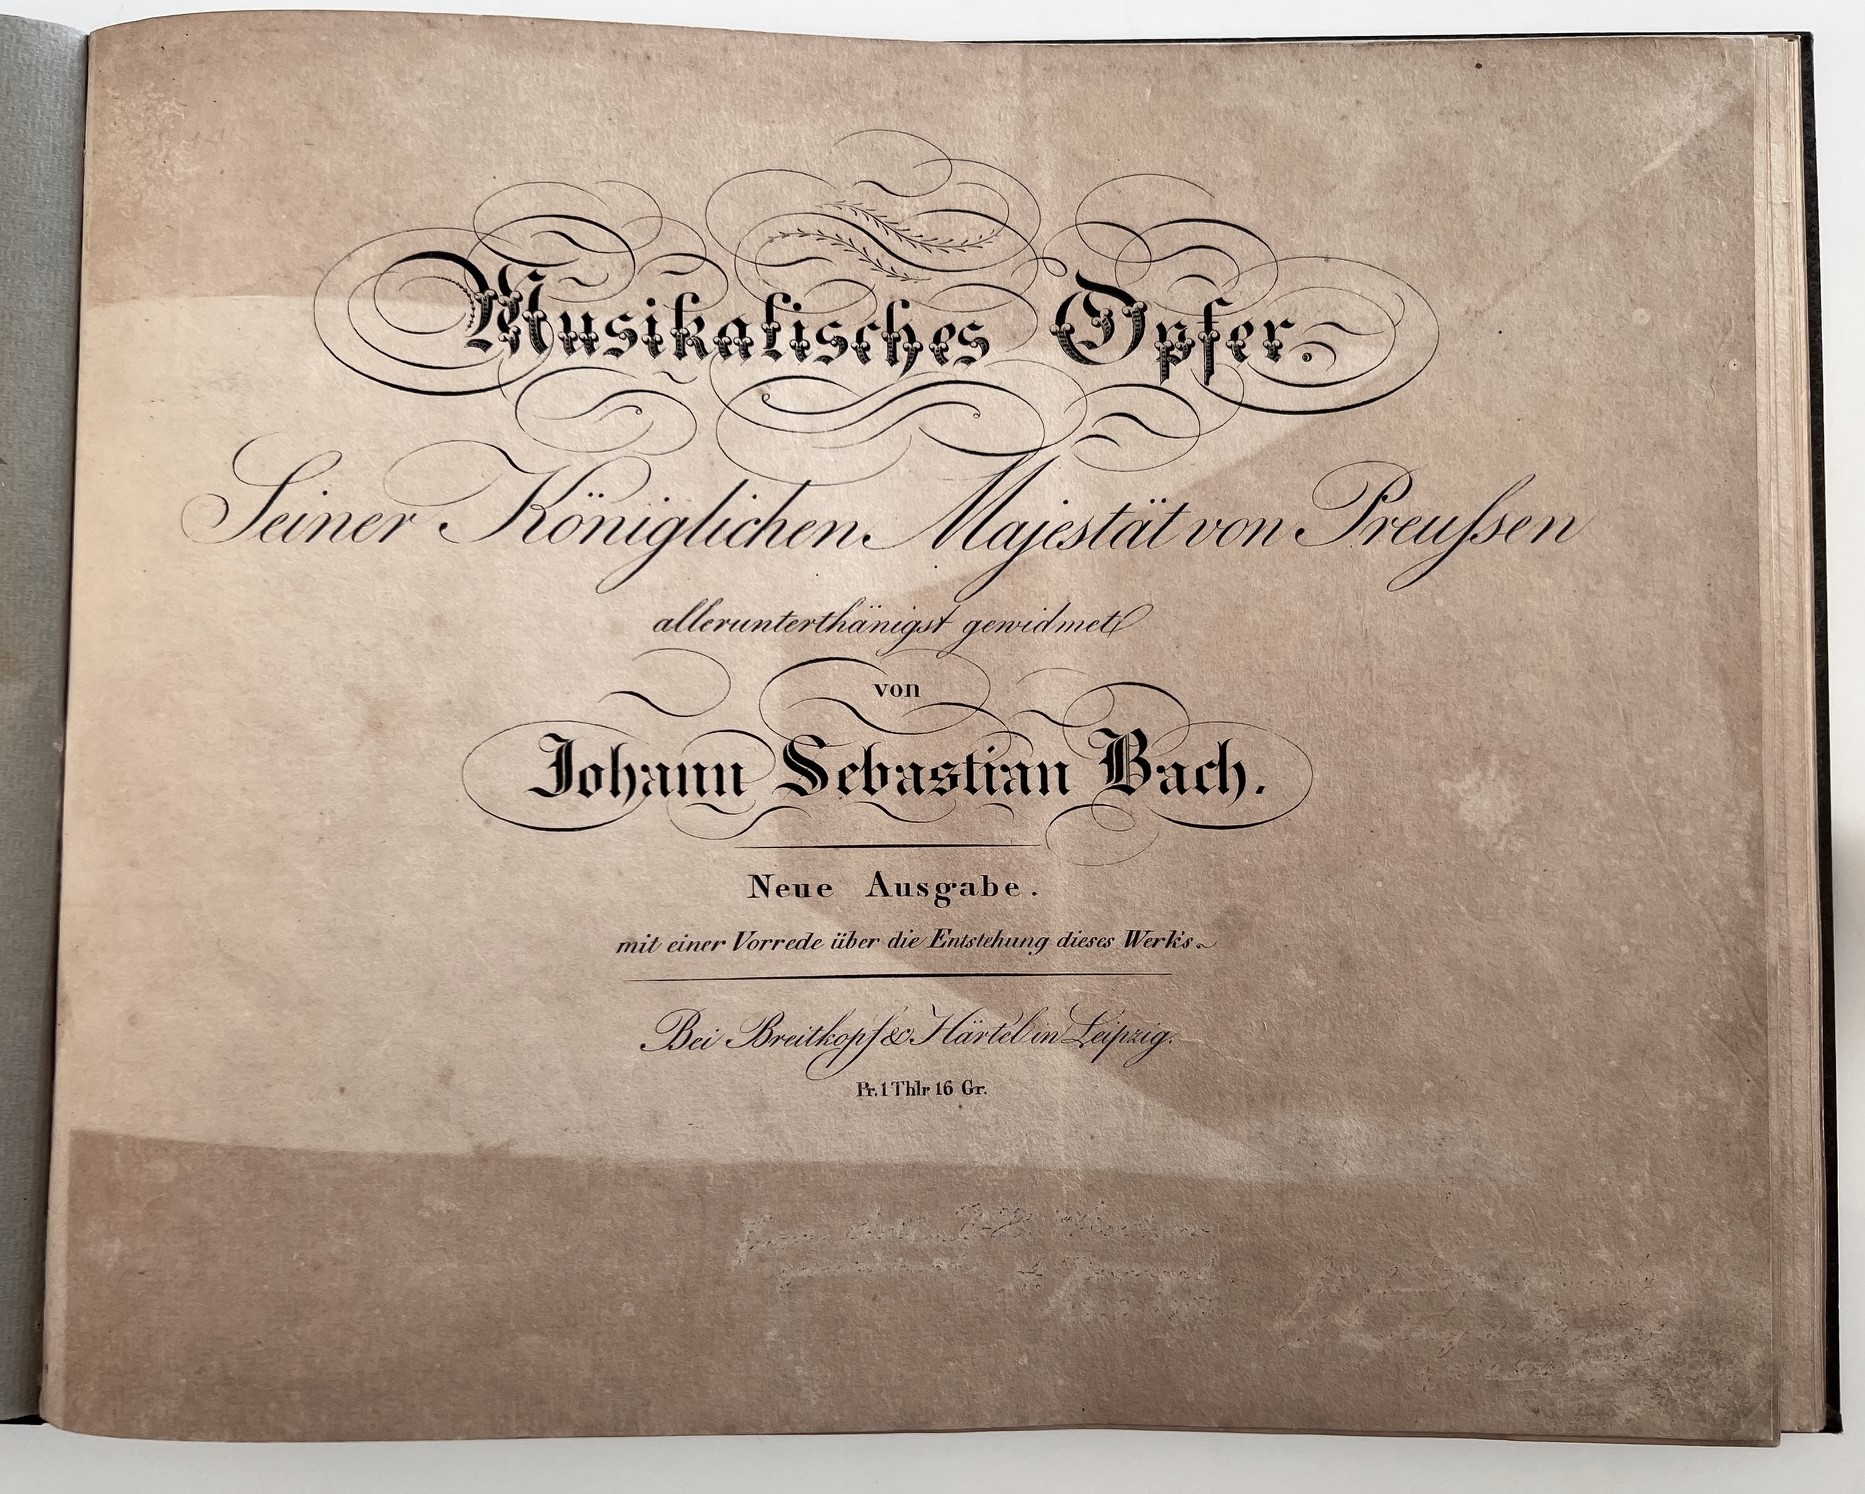 Musikalisches Opfer.
Seiner Königlichen Majestät von Preuſsen
allerunterthänigst gewidmet
von
Johann Sebastian Bach.
Neue Ausgabe.
mit einer Vorrede über die Entstehung dieses Werks.
Bei Breitkopf & Härtel in Leipzig.
Pr. 1 Thlr 16 Gr.